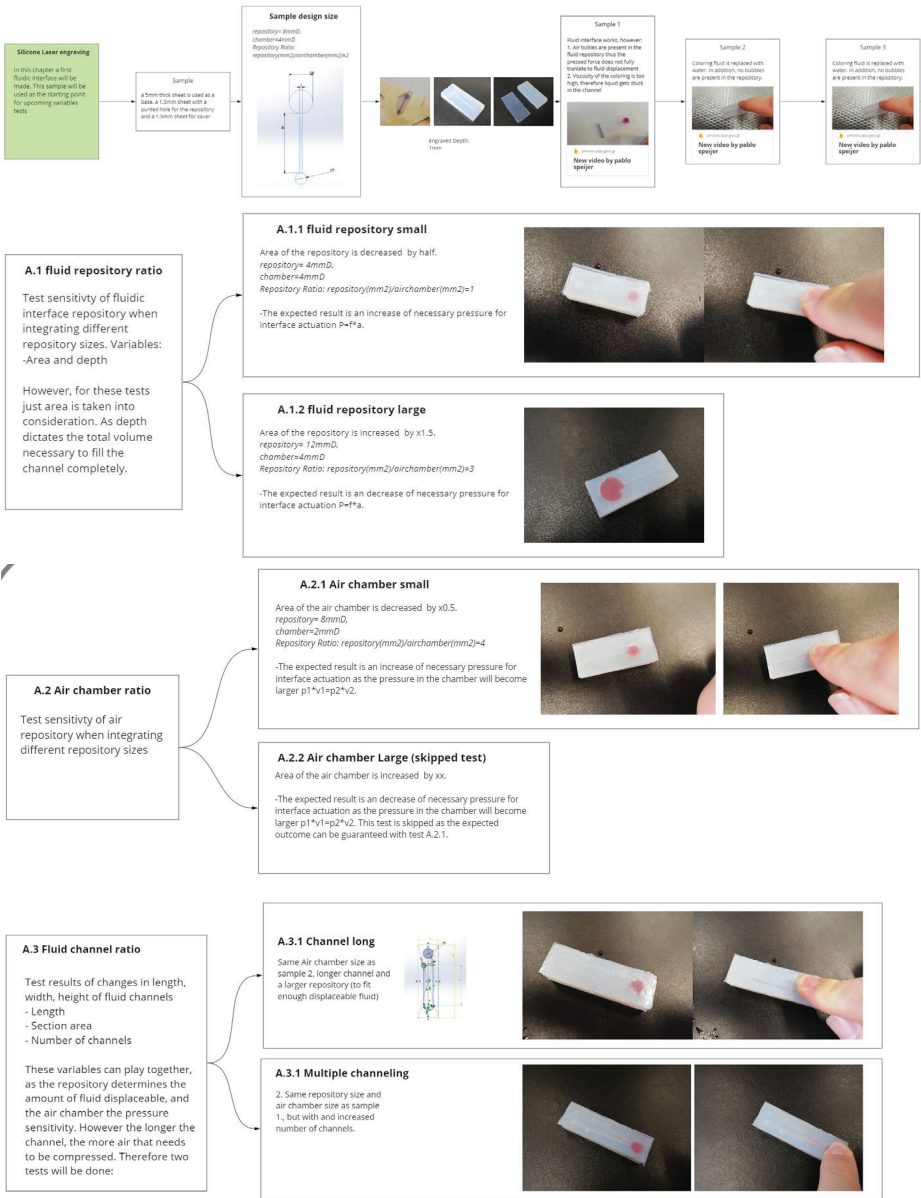 Silicone Laser engraving
In this chapter a first
fluidic interface will be
made. This sample will be
used as the starting point
for upcoming variables
tests
Sample
a 5mm thick sheet is used as a
base, a 1.5mm sheet with a
punted hole for the repository
and a 1.5mm sheet for cover
Sample design size
repository= 8mmD,
chamber=4mmD
Repository Ratio:
repository(mm2)/airchamber(mm2)=2
Engraved Depth:
1mm
Sample 1
Fluid interface works, however:
1. Air bubles are present in the
fluid repository thus the
pressed force does not fully
tranlate to fluid displacement
2. Viscosity of the coloring is too
high, therefore liquid gets stuck
in the channel
photos.app.goo.gl
New video by pablo
speijer
Sample 2
Coloring fluid is replaced with
water. In addition, no bubbles
are present in the repository.
photos.app.goo.gl
New video by pablo
speijer
Sample 3
Coloring fluid is replaced with
water. In addition, no bubbles
are present in the repository.
photos.app.goo.gl
New video by pablo
speijer
A.1 fluid repository ratio
Test sensitivty of fluidic
interface repository when
integrating different
repository sizes. Variables:
-Area and depth
However, for these tests
just area is taken into
consideration. As depth
dictates the total volume
necessary to fill the
channel completely.
A.1.1 fluid repository small
Area of the repository is decreased by half.
repository= 4mmD,
chamber=4mmD
Repository Ratio: repository(mm2)/airchamber(mm2)=1
-The expected result is an increase of necessary pressure for
interface actuation P=f*a.
A.1.2 fluid repository large
Area of the repository is increased by x1.5.
repository= 12mmD,
chamber=4mmD
Repository Ratio: repository(mm2)/airchamber(mm2)=3
-The expected result is an decrease of necessary pressure for
interface actuation P=f*a.
A.2 Air chamber ratio
Test sensitivty of air
repository when integrating
different repository sizes
A.2.1 Air chamber small
Area of the air chamber is decreased by x0.5.
repository= 8mmD,
chamber=2mmD
Repository Ratio: repository(mm2)/airchamber(mm2)=4
-The expected result is an increase of necessary pressure for
interface actuation as the pressure in the chamber will become
larger p1*v1=p2*v2.
A.2.2 Air chamber Large (skipped test)
Area of the air chamber is increased by xx.
-The expected result is an decrease of necessary pressure for
interface actuation as the pressure in the chamber will become
larger p1*v1=p2*v2. This test is skipped as the expected
outcome can be guaranteed with test A.2.1.
A.3 Fluid channel ratio
Test results of changes in length,
width, height of fluid channels
- Length
- Section area
- Number of channels
These variables can play together,
as the repository determines the
amount of fluid displaceable, and
the air chamber the pressure
sensitivity. However the longer the
channel, the more air that needs
to be compressed. Therefore two
tests will be done:
A.3.1 Channel long
Same Air chamber size as
sample 2, longer channel and
a larger repository (to fit
enough displaceable fluid)
A.3.1 Multiple channeling
2. Same repository size and
air chamber size as sample
1., but with and increased
number of channels.